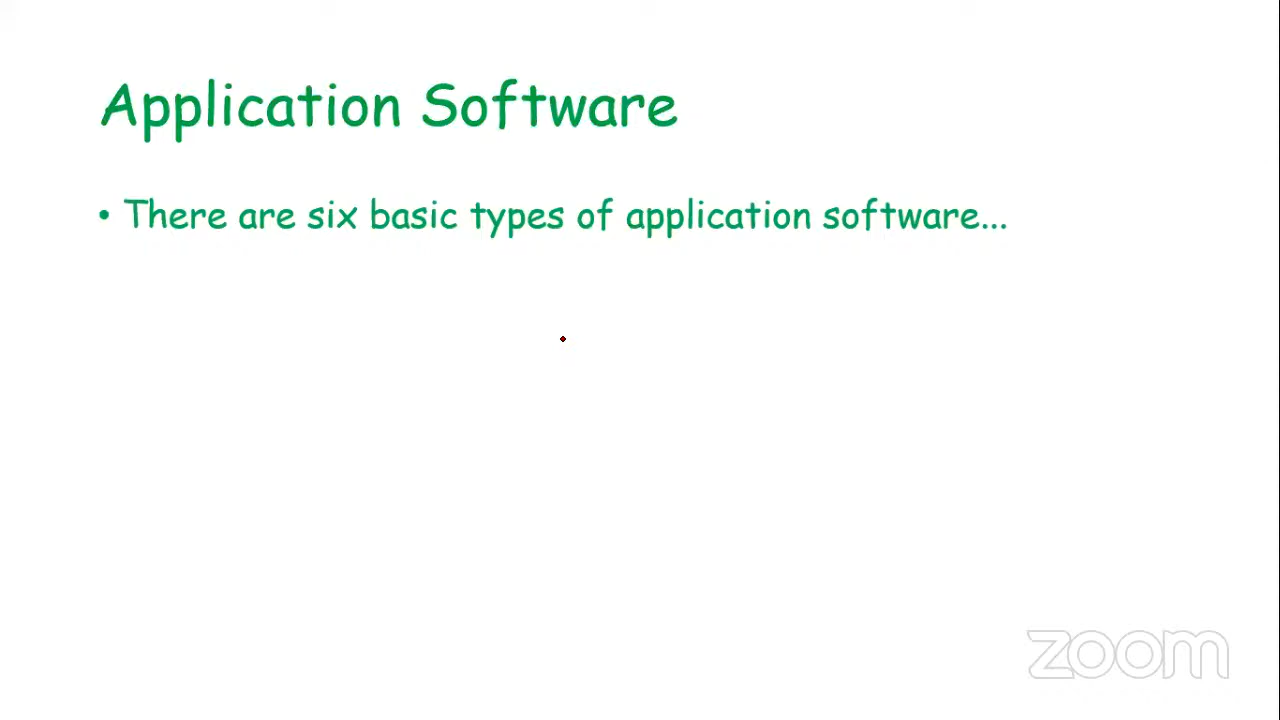 Application Software
• There are six basic types of application software...
zoom